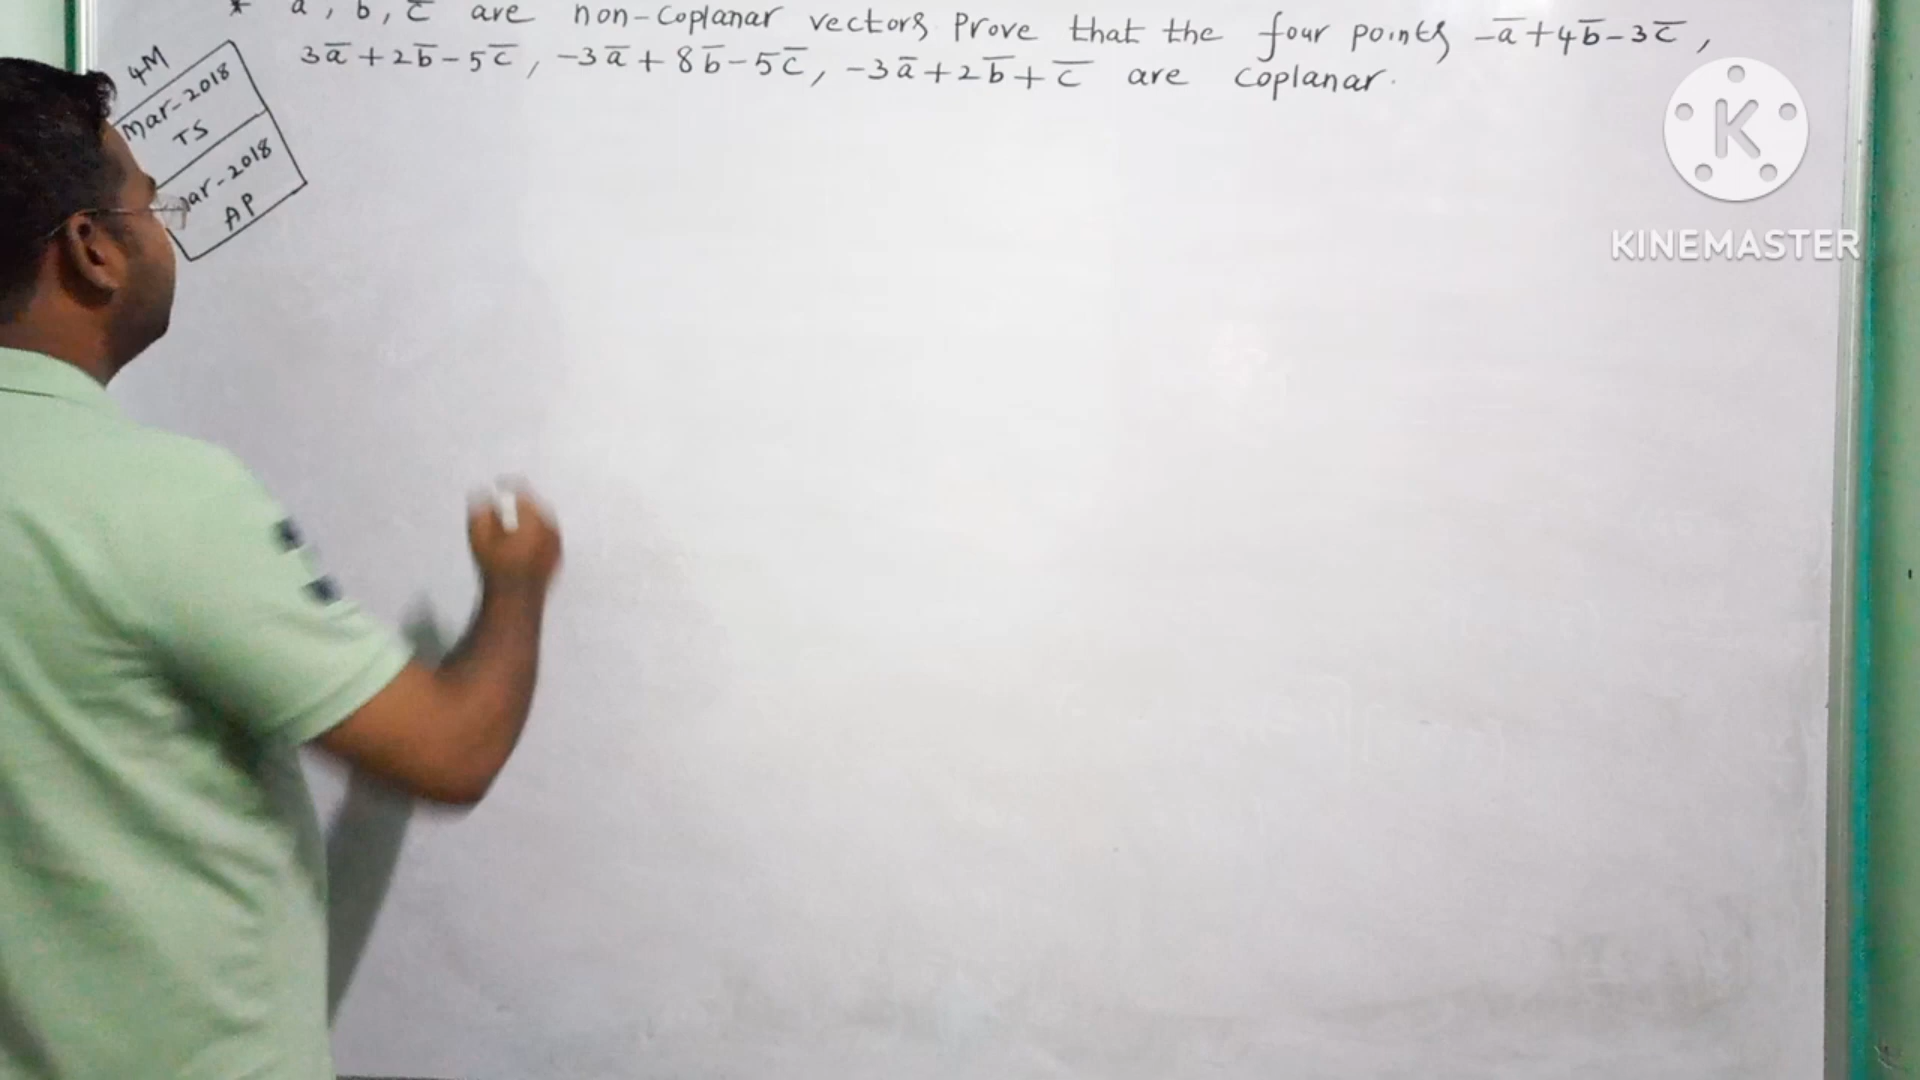 * a̅, b̅, c̅ are non-coplanar vectors. Prove that the four points -a̅+4b̅-3c̅,
3a̅+2b̅-5c̅, -3a̅+8b̅-5c̅, -3a̅+2b̅+c̅ are coplanar.
4M
Mar-2018
TS
ar-2018
AP
K
KINEMASTER